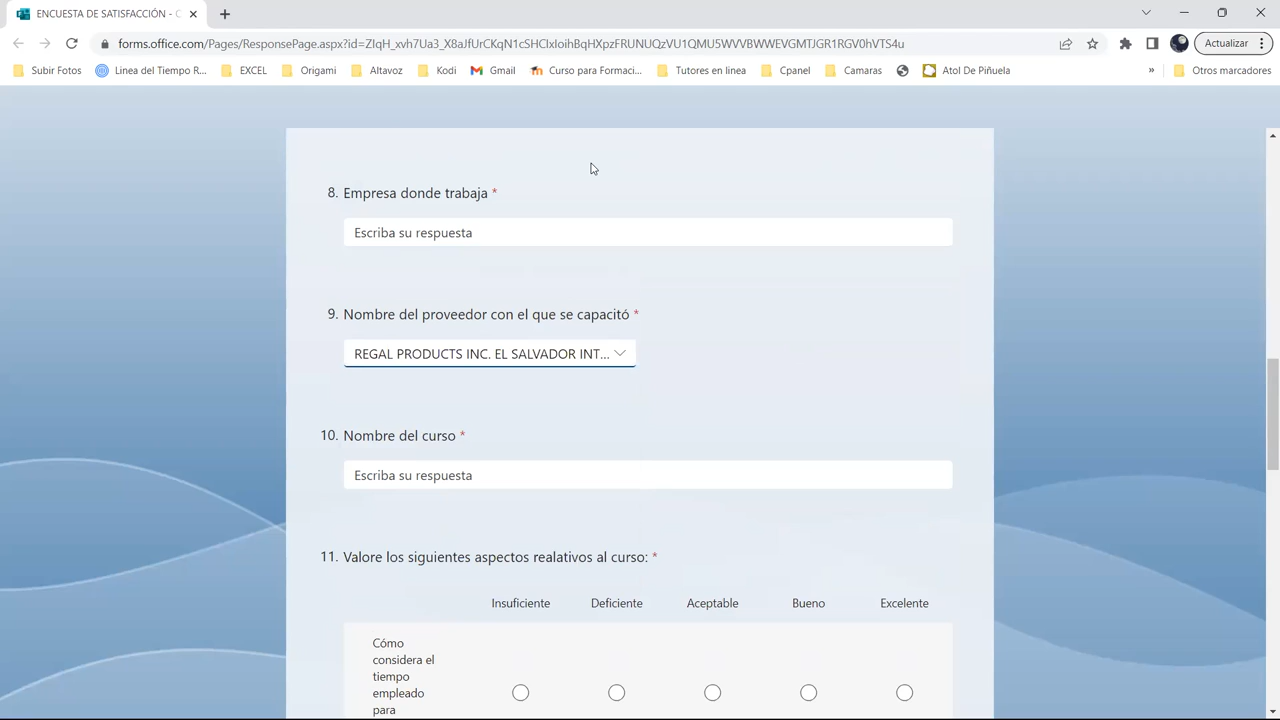 ENCUESTA DE SATISFACCIÓN - C
forms.office.com/Pages/ResponsePage.aspx?id=ZIqH_xvh7Ua3_X8aJfUCKqN1cSHCIxIoihBqHXpzFRUNUQzVU1QMU5WVVBWWEVGMTJGR1RGV0hVTS4u
Actualizar
Subir Fotos
Linea del Tiempo R...
EXCEL
Origami
Altavoz
Kodi
Gmail
Curso para Formaci...
Tutores en linea
Cpanel
Camaras
Atol De Piñuela
»
Otros marcadores
8. Empresa donde trabaja *
Escriba su respuesta
9. Nombre del proveedor con el que se capacitó *
REGAL PRODUCTS INC. EL SALVADOR INT...
10. Nombre del curso *
Escriba su respuesta
11. Valore los siguientes aspectos realativos al curso: *
Insuficiente Deficiente Aceptable Bueno Excelente
Cómo
considera el
tiempo
empleado
para